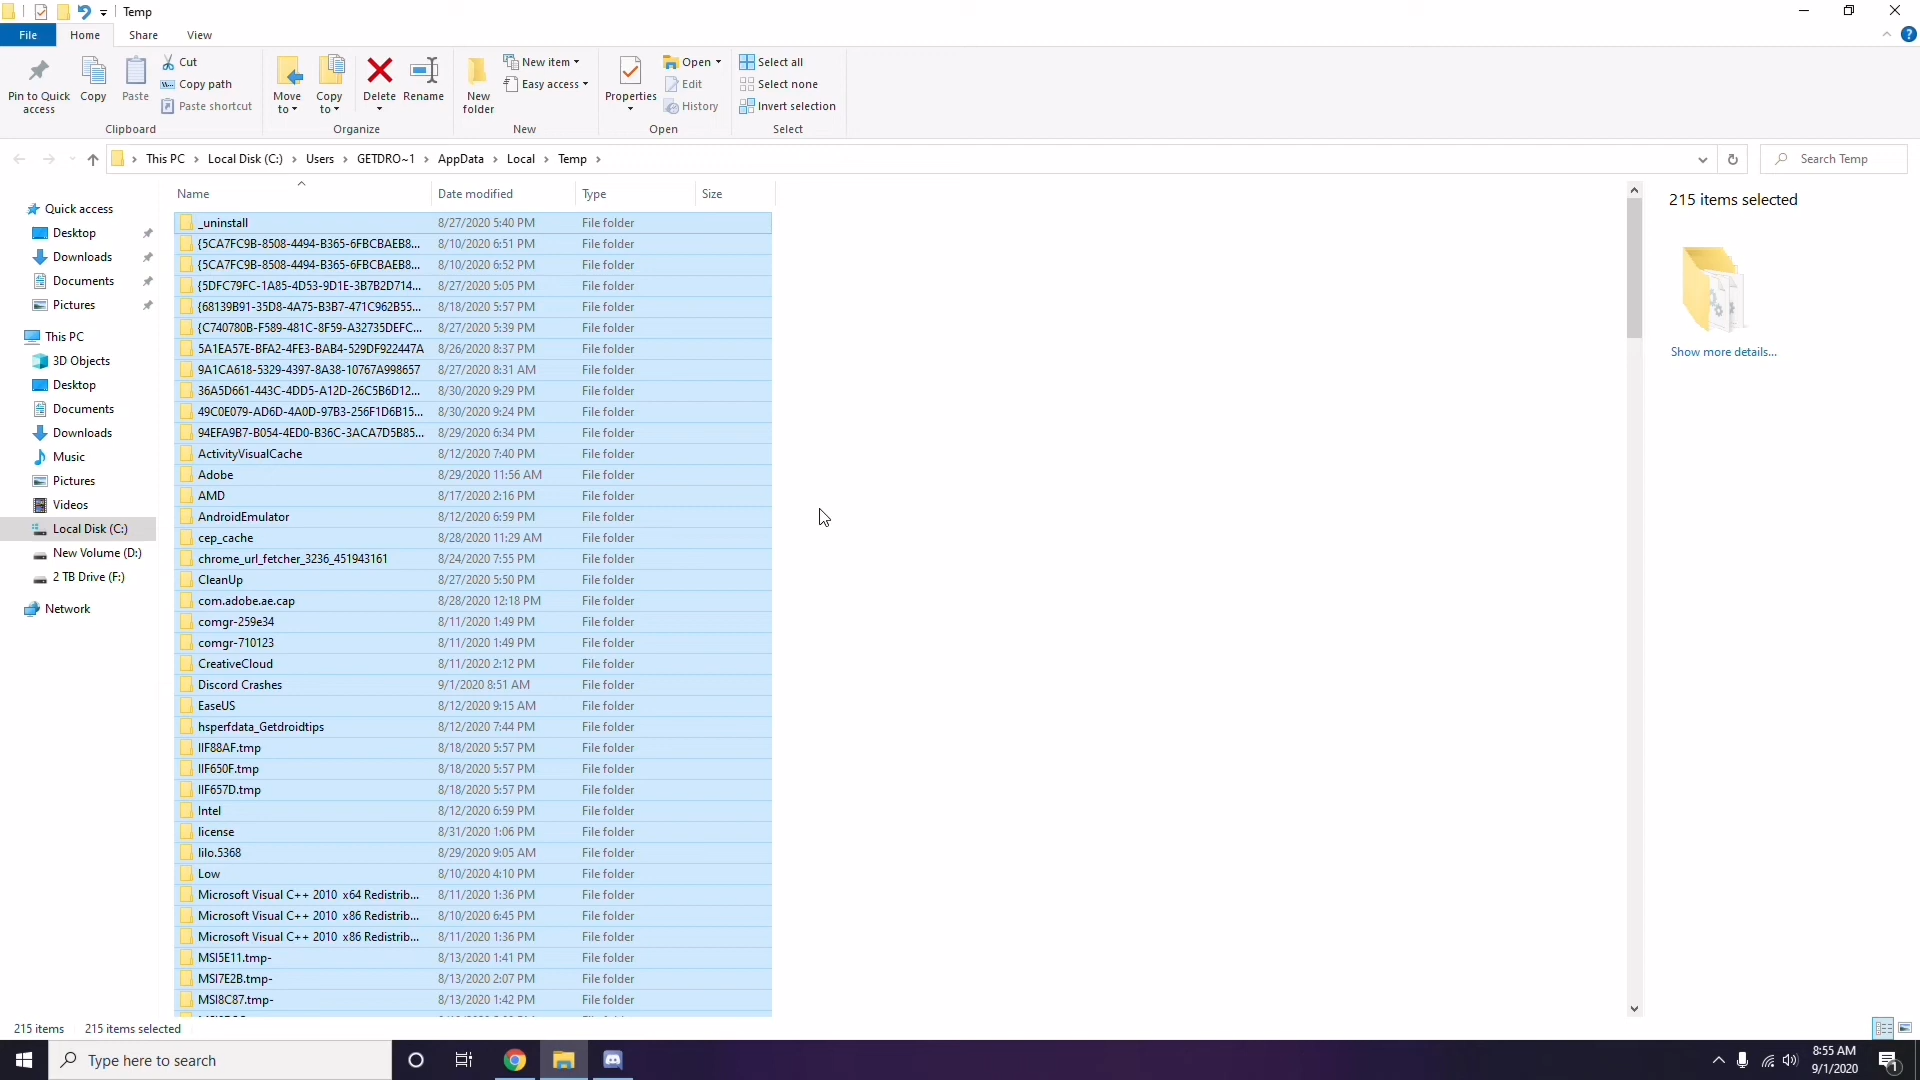 Temp
File Home Share View
Pin to Quick access
Copy
Paste
Cut
Copy path
Paste shortcut
Clipboard
Move to
Copy to
Delete
Rename
Organize
New folder
New item
Easy access
New
Properties
Open
Edit
History
Open
Select all
Select none
Invert selection
Select
This PC > Local Disk (C:) > Users > GETDRO~1 > AppData > Local > Temp >
Search Temp
Quick access
Desktop
Downloads
Documents
Pictures
This PC
3D Objects
Desktop
Documents
Downloads
Music
Pictures
Videos
Local Disk (C:)
New Volume (D:)
2 TB Drive (F:)
Network
Name Date modified Type Size
_uninstall 8/27/2020 5:40 PM File folder
{5CA7FC9B-8508-4494-B365-6FBCBAEB8... 8/10/2020 6:51 PM File folder
{5CA7FC9B-8508-4494-B365-6FBCBAEB8... 8/10/2020 6:52 PM File folder
{5DFC79FC-1A85-4D53-9D1E-3B7B2D714... 8/27/2020 5:05 PM File folder
{68139B91-35D8-4A75-B3B7-471C962B55... 8/18/2020 5:57 PM File folder
{C740780B-F589-481C-8F59-A32735DEFC... 8/27/2020 5:39 PM File folder
5A1EA57E-BFA2-4FE3-BAB4-529DF922447A 8/26/2020 8:37 PM File folder
9A1CA618-5329-4397-8A38-10767A998657 8/27/2020 8:31 AM File folder
36A5D661-443C-4DD5-A12D-26C5B6D12... 8/30/2020 9:29 PM File folder
49C0E079-AD6D-4A0D-97B3-256F1D6B15... 8/30/2020 9:24 PM File folder
94EFA9B7-B054-4ED0-B36C-3ACA7D5B85... 8/29/2020 6:34 PM File folder
ActivityVisualCache 8/12/2020 7:40 PM File folder
Adobe 8/29/2020 11:56 AM File folder
AMD 8/17/2020 2:16 PM File folder
AndroidEmulator 8/12/2020 6:59 PM File folder
cep_cache 8/28/2020 11:29 AM File folder
chrome_url_fetcher_3236_451943161 8/24/2020 7:55 PM File folder
CleanUp 8/27/2020 5:50 PM File folder
com.adobe.ae.cap 8/28/2020 12:18 PM File folder
comgr-259e34 8/11/2020 1:49 PM File folder
comgr-710123 8/11/2020 1:49 PM File folder
CreativeCloud 8/11/2020 2:12 PM File folder
Discord Crashes 9/1/2020 8:51 AM File folder
EaseUS 8/12/2020 9:15 AM File folder
hsperfdata_Getdroidtips 8/12/2020 7:44 PM File folder
IIF88AF.tmp 8/18/2020 5:57 PM File folder
IIF650F.tmp 8/18/2020 5:57 PM File folder
IIF657D.tmp 8/18/2020 5:57 PM File folder
Intel 8/12/2020 6:59 PM File folder
license 8/31/2020 1:06 PM File folder
lilo.5368 8/29/2020 9:05 AM File folder
Low 8/10/2020 4:10 PM File folder
Microsoft Visual C++ 2010 x64 Redistrib... 8/11/2020 1:36 PM File folder
Microsoft Visual C++ 2010 x86 Redistrib... 8/10/2020 6:45 PM File folder
Microsoft Visual C++ 2010 x86 Redistrib... 8/11/2020 1:36 PM File folder
MSI5E11.tmp- 8/13/2020 1:41 PM File folder
MSI7E2B.tmp- 8/13/2020 2:07 PM File folder
MSI8C87.tmp- 8/13/2020 1:42 PM File folder
215 items selected
Show more details...
215 items 215 items selected
Type here to search
8:55 AM
9/1/2020
1